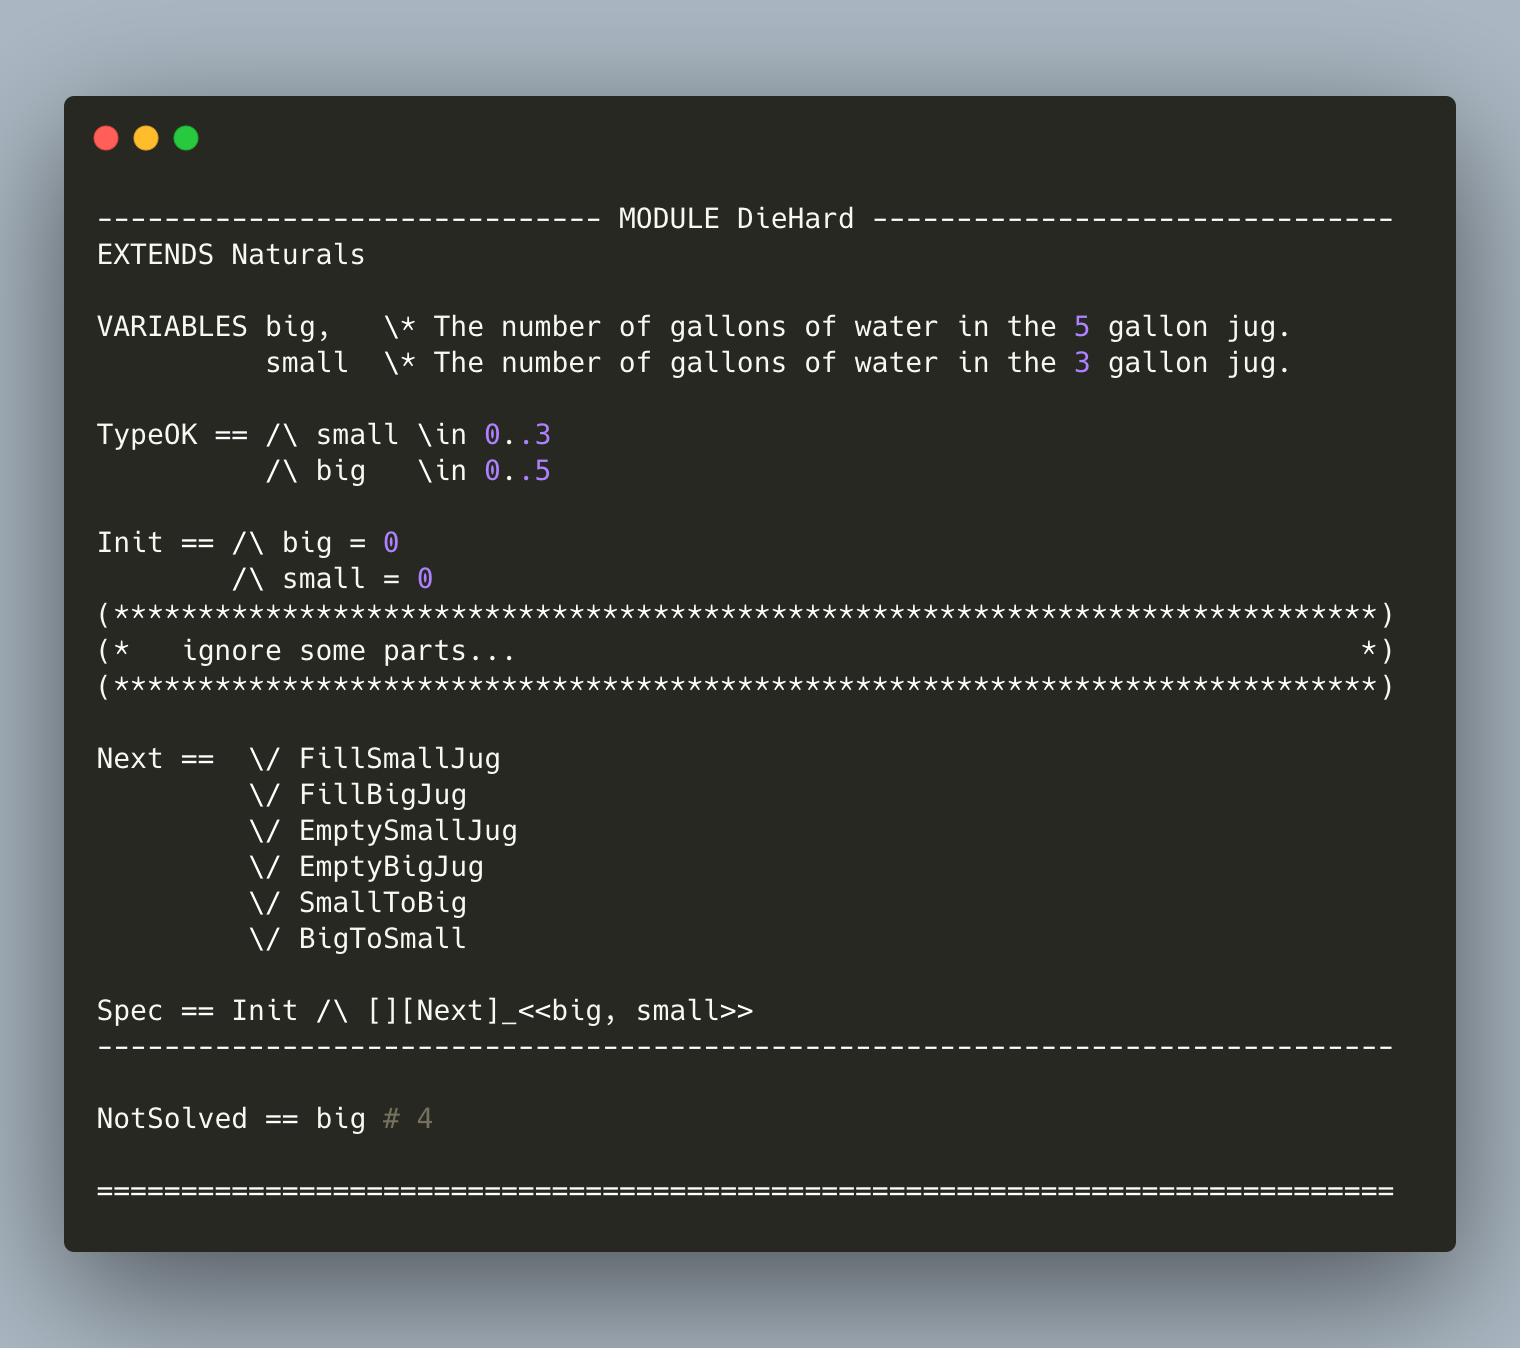 ------------------------------ MODULE DieHard -------------------------------
EXTENDS Naturals

VARIABLES big,   \* The number of gallons of water in the 5 gallon jug.
          small  \* The number of gallons of water in the 3 gallon jug.

TypeOK == /\ small \in 0..3
          /\ big   \in 0..5

Init == /\ big = 0
        /\ small = 0
(***************************************************************************)
(*   ignore some parts...                                                  *)
(***************************************************************************)

Next ==  \/ FillSmallJug
         \/ FillBigJug
         \/ EmptySmallJug
         \/ EmptyBigJug
         \/ SmallToBig
         \/ BigToSmall

Spec == Init /\ [][Next]_<<big, small>>
-----------------------------------------------------------------------------

NotSolved == big # 4

=============================================================================